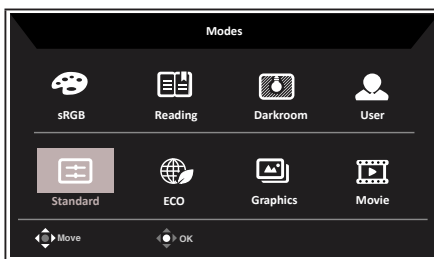 Modes
sRGB Reading Darkroom User
Standard ECO Graphics Movie
Move OK